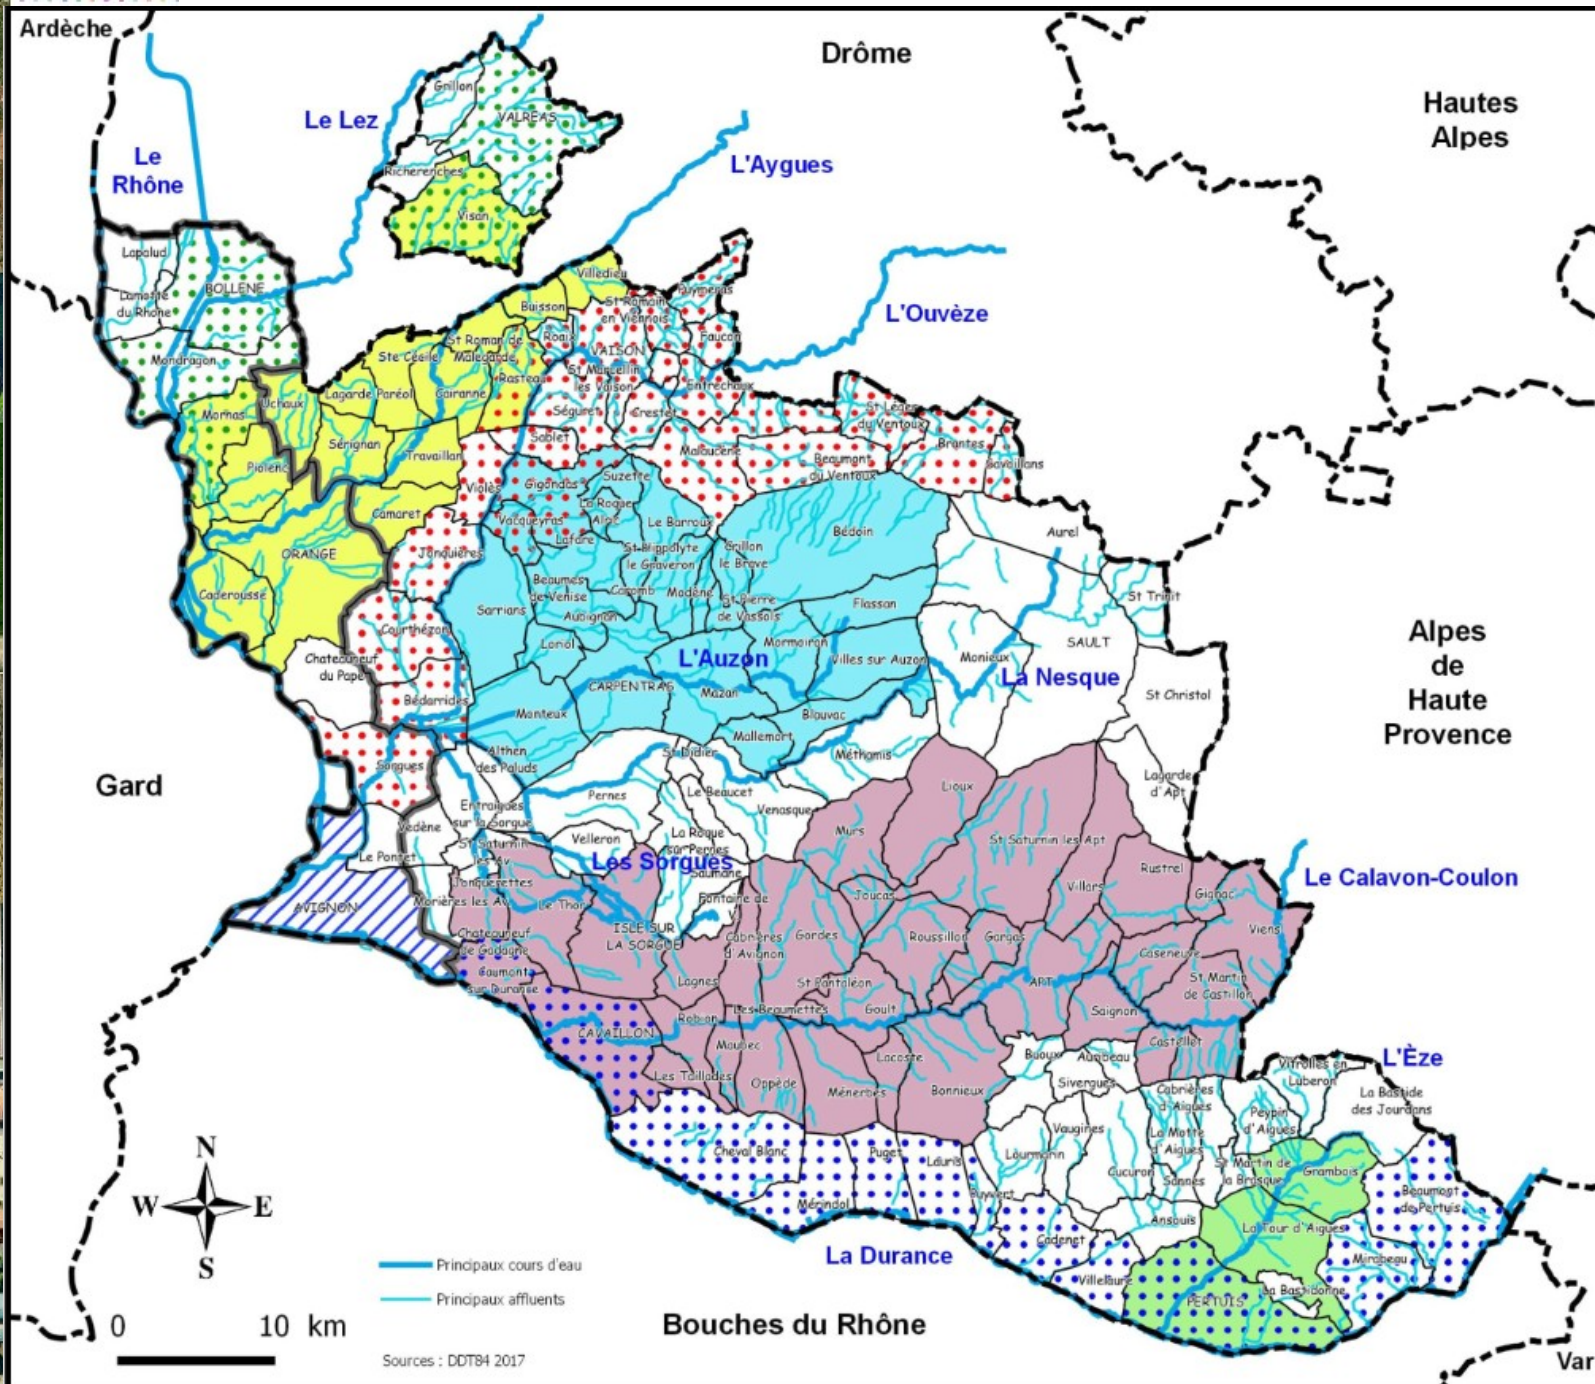 Ardèche
Drôme
Hautes
Alpes
Le Lez
Le
Rhône
L'Aygues
L'Ouvèze
Grillon
VALREAS
Richerenches
Visan
Lapalud
BOLLENE
Lamotte
du Rhône
Mondragon
Villedieu
Buisson
Puymeras
St Romain
en Viennois
Faucon
Roaix
VAISON
St Roman de
Malegarde
Ste Cécile
St Marcellin
les Vaison
Rasteau
Entrechaux
Cairanne
Lagarde Paréol
Uchaux
Mornas
Séguret
Crestet
St Léger
du Ventoux
Brantes
Savaillans
Sérignan
Sablet
Travaillan
Malaucène
Beaumont
du Ventoux
Piolenc
Violès
Gigondas
Suzette
La Roque
Alric
Camaret
Vacqueyras
Lafare
Le Barroux
Bédoin
Aurel
ORANGE
Jonquières
St Hippolyte
le Graveron
Crillon
le Brave
Caderousse
Beaumes
de Venise
Caromb
Modène
St Pierre
de Vassols
Flassan
St Trinit
Sarrians
Aubignan
Courthézon
Loriol
Mormoiron
SAULT
Alpes
de
Haute
Provence
Chateauneuf
du Pape
L'Auzon
Villes sur Auzon
Monieux
La Nesque
St Christol
Bédarrides
CARPENTRAS
Mazan
Monteux
Blauvac
Mallemort
Althen
des Paluds
St Didier
Méthamis
Gard
Sorgues
Lagarde
d'Apt
Pernes
Le Beaucet
Venasque
Lioux
Entraigues
sur la Sorgue
Vedène
Velleron
La Roque
sur Pernes
Murs
St Saturnin les Apt
St Saturnin
les Av
Le Pontet
Les Sorgues
Saumane
Rustrel
Le Calavon-Coulon
Jonquerettes
Villars
Gignac
AVIGNON
Morières les Av
Le Thor
Fontaine de
V
Joucas
Viens
Chateauneuf
de Gadagne
ISLE SUR
LA SORGUE
Cabrières
d'Avignon
Gordes
Roussillon
Gargas
Caseneuve
Caumont
sur Durance
Lagnes
St Pantaléon
APT
St Martin
de Castillon
CAVAILLON
Robion
Les Beaumettes
Goult
Saignon
Maubec
Lacoste
Castellet
Les Taillades
Oppède
Ménerbes
Bonnieux
Buoux
Auribeau
Sivergues
Vitrolles en
Luberon
L'Èze
Cabrières
d'Aigues
La Bastide
des Jourdans
Peypin
d'Aigues
Vaugines
La Motte
d'Aigues
Cheval Blanc
Puget
Lauris
Lourmarin
Cucuron
Sannes
St Martin de
la Brasque
Grambois
Mérindol
Puyvert
Beaumont
de Pertuis
Ansouis
La Tour d'Aigues
Cadenet
Mirabeau
La Durance
Villelaure
PERTUIS
La Bastidonne
N
W
E
S
Principaux cours d'eau
Principaux affluents
0
10 km
Bouches du Rhône
Sources : DDT84 2017
Var